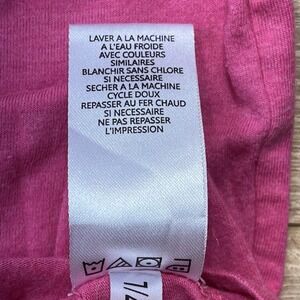 LAVER A LA MACHINE
A L'EAU FROIDE
AVEC COULEURS
SIMILAIRES
BLANCHIR SANS CHLORE
SI NECESSAIRE
SECHER A LA MACHINE
CYCLE DOUX
REPASSER AU FER CHAUD
SI NECESSAIRE
NE PAS REPASSER
L'IMPRESSION